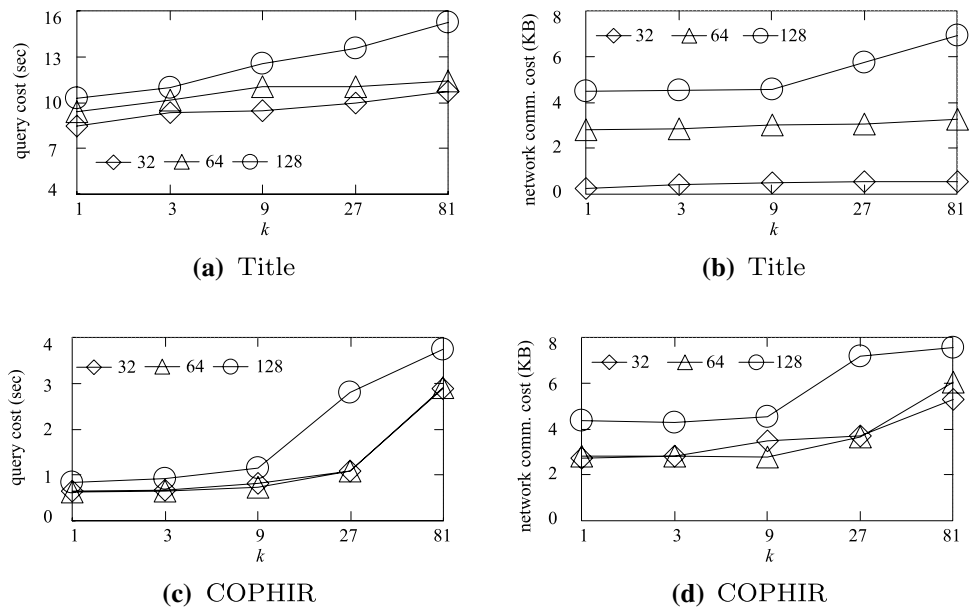 query cost (sec)
16
13
10
7
4
32 64 128
1 3 9 27 81
k
(a) Title
network comm. cost (KB)
8
6
4
2
0
32 64 128
1 3 9 27 81
k
(b) Title
query cost (sec)
4
3
2
1
0
32 64 128
1 3 9 27 81
k
(c) COPHIR
network comm. cost (KB)
8
6
4
2
0
32 64 128
1 3 9 27 81
k
(d) COPHIR